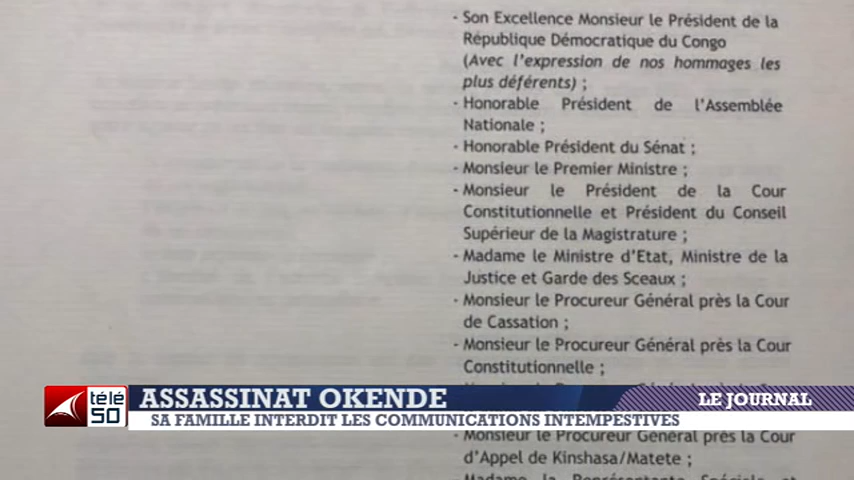 - Son Excellence Monsieur le Président de la
République Démocratique du Congo
(Avec l'expression de nos hommages les
plus déférents) ;
- Honorable Président de l'Assemblée
Nationale ;
- Honorable Président du Sénat ;
- Monsieur le Premier Ministre ;
- Monsieur le Président de la Cour
Constitutionnelle et Président du Conseil
Supérieur de la Magistrature ;
- Madame le Ministre d'Etat, Ministre de la
Justice et Garde des Sceaux ;
- Monsieur le Procureur Général près la Cour
de Cassation ;
- Monsieur le Procureur Général près la Cour
Constitutionnelle ;
télé
50
ASSASSINAT OKENDE
LE JOURNAL
SA FAMILLE INTERDIT LES COMMUNICATIONS INTEMPESTIVES
- Monsieur le Procureur Général près la Cour
d'Appel de Kinshasa/Matete ;
Madame la Représentante Spéciale et